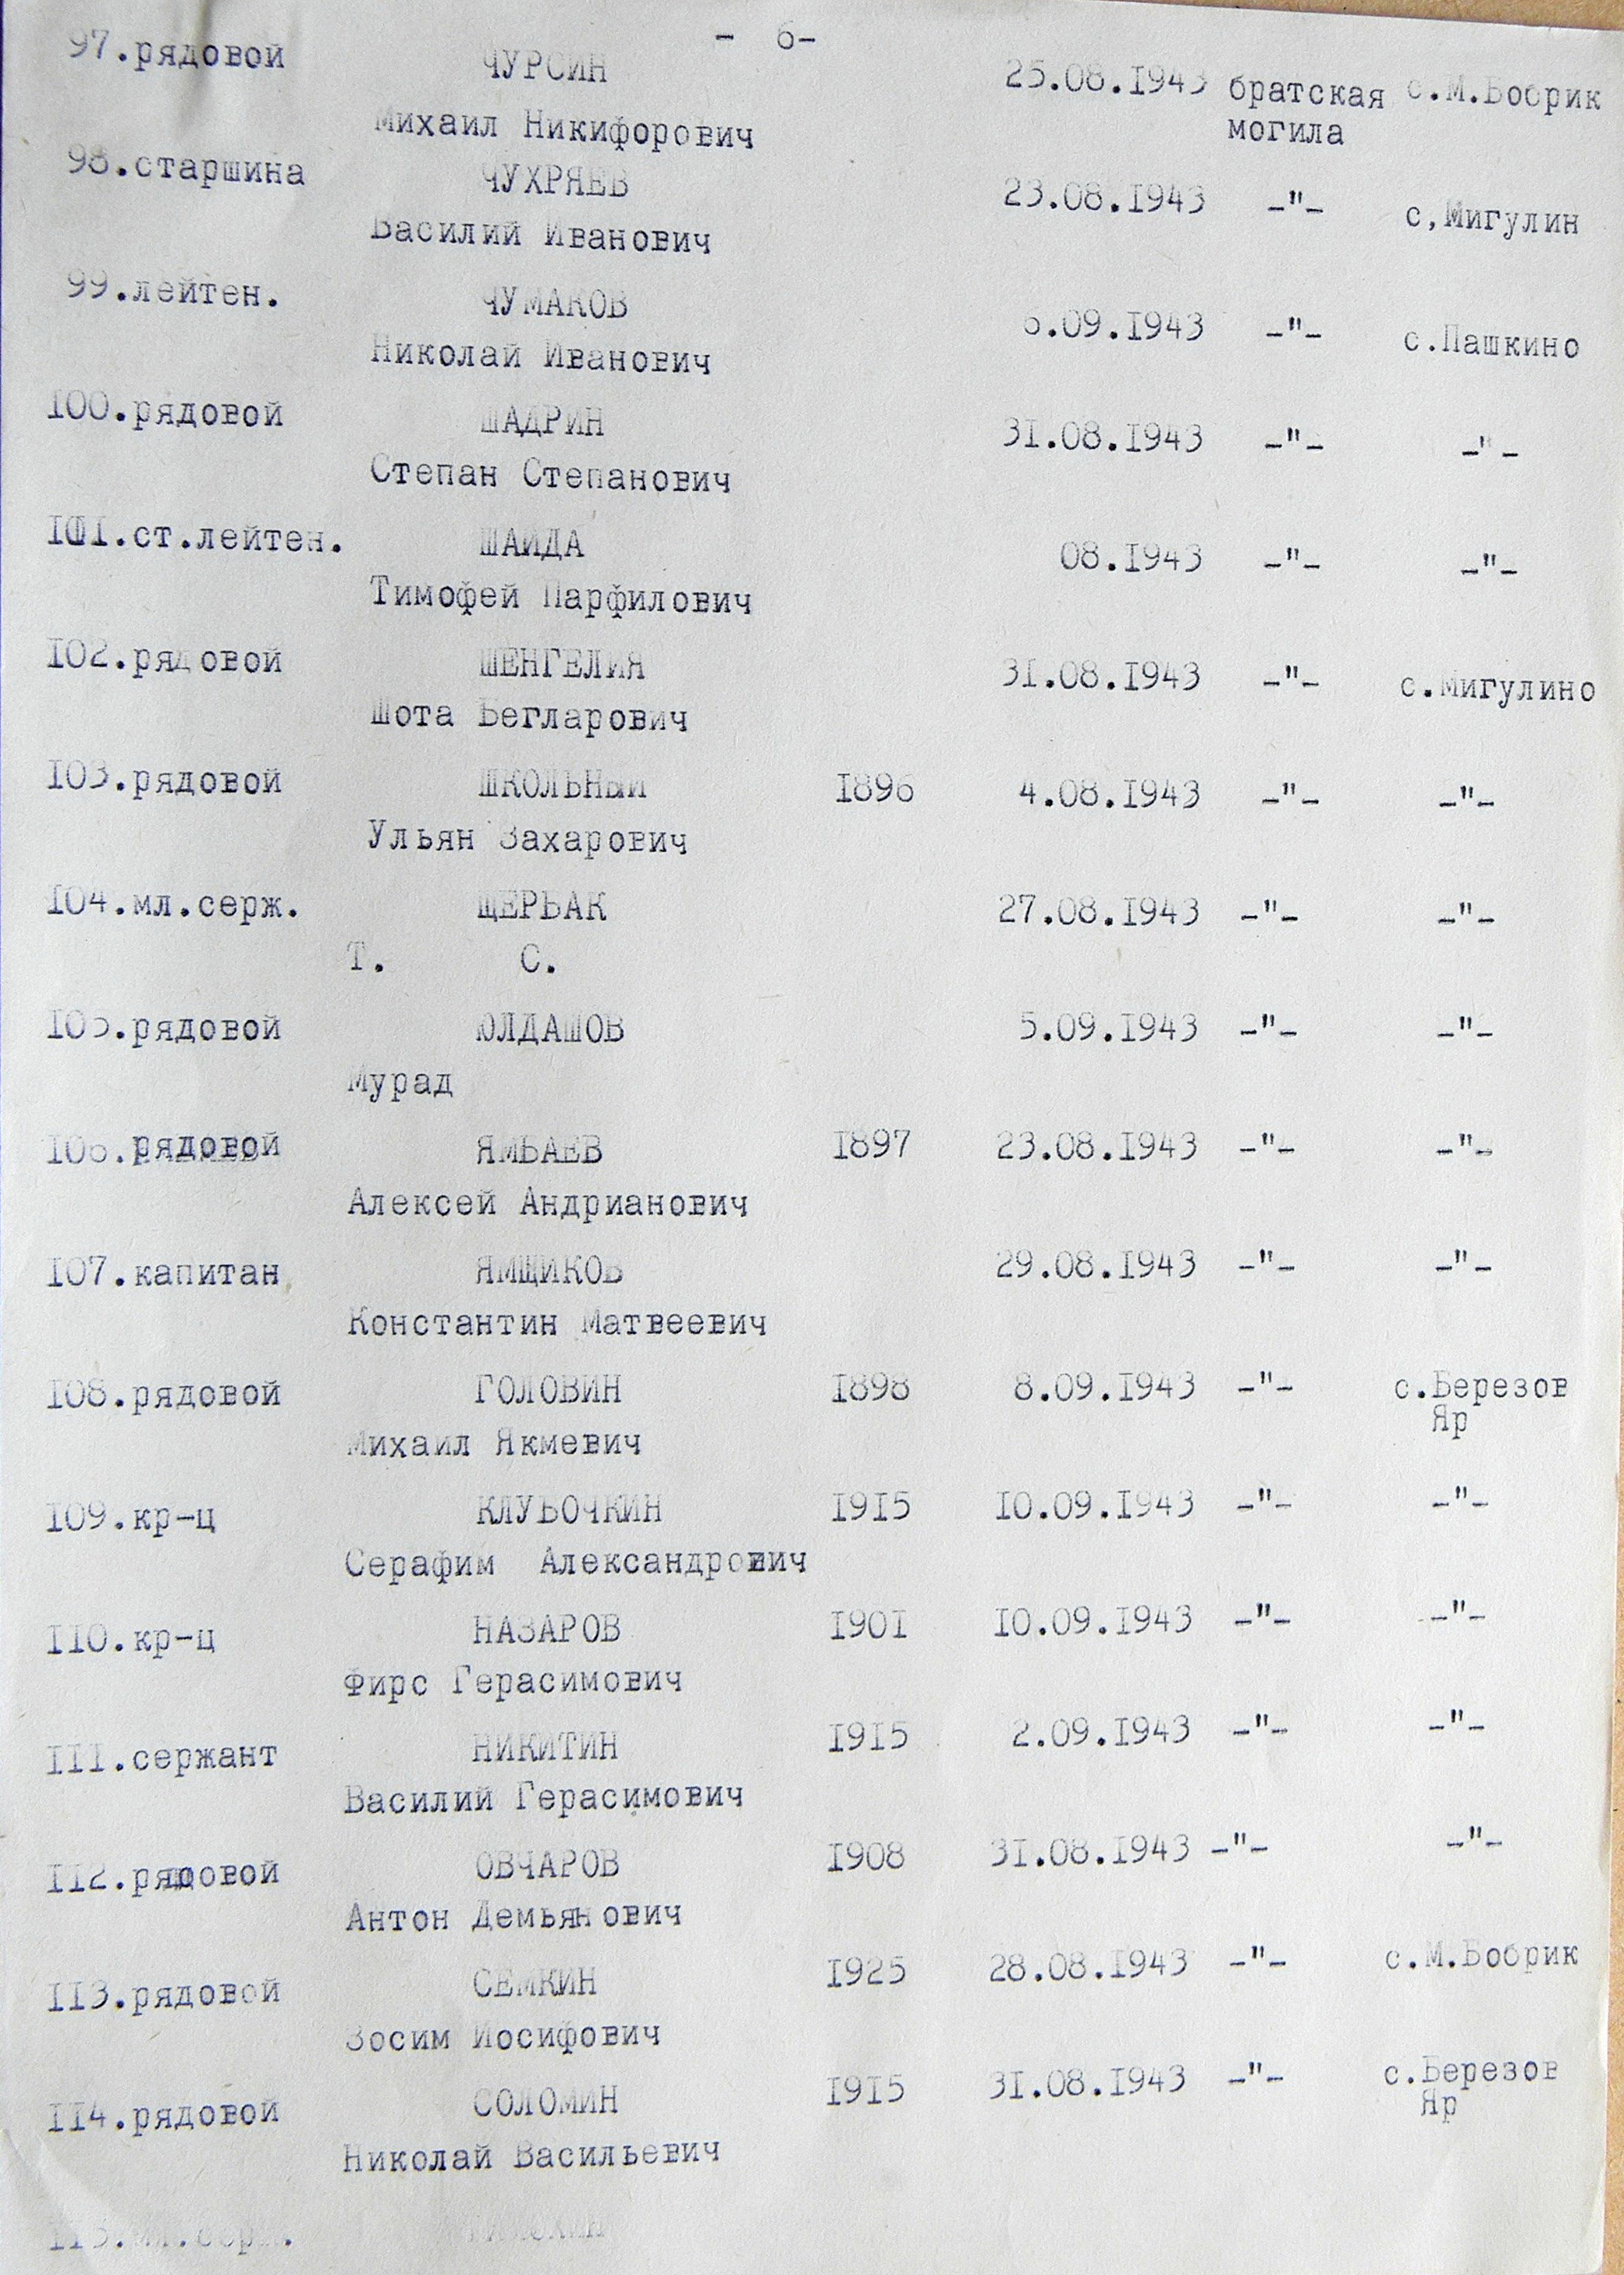 - 6-
97.рядовой ЧУРСИН 25.08.1943 братская с.М.Бобрик
Михаил Никифорович могила
98.старшина ЧУХРЯЕВ 23.08.1943 -"- с,Мигулин
Василий Иванович
99.лейтен. ЧУМАКОВ 6.09.1943 -"- с.Пашкино
Николай Иванович
100.рядовой ШАДРИН 31.08.1943 -"- -"-
Степан Степанович
101.ст.лейтен. ШАЙДА 08.1943 -"- -"-
Тимофей Парфилович
102.рядовой ШЕНГЕЛИЯ 31.08.1943 -"- с.Мигулино
Шота Бегларович
103.рядовой ШКОЛЬНЫЙ 1896 4.08.1943 -"- -"-
Ульян Захарович
104.мл.серж. ЩЕРБАК 27.08.1943 -"- -"-
Т. С.
105.рядовой ЮЛДАШОВ 5.09.1943 -"- -"-
Мурад
106.рядовой ЯМБАЕВ 1897 23.08.1943 -"- -"-
Алексей Андрианович
107.капитан ЯМЩИКОВ 29.08.1943 -"- -"-
Константин Матвеевич
108.рядовой ГОЛОВИН 1898 8.09.1943 -"- с.Березов
Михаил Якмевич Яр
109.кр-ц КЛУБОЧКИН 1915 10.09.1943 -"- -"-
Серафим Александрович
110.кр-ц НАЗАРОВ 1901 10.09.1943 -"- -"-
Фирс Герасимович
111.сержант НИКИТИН 1915 2.09.1943 -"- -"-
Василий Герасимович
112.рядовой ОВЧАРОВ 1908 31.08.1943 -"- -"-
Антон Демьянович
113.рядовой СЕМКИН 1925 28.08.1943 -"- с.М.Бобрик
Зосим Иосифович
114.рядовой СОЛОМИН 1915 31.08.1943 -"- с.Березов
Николай Васильевич Яр
115.мл.серж.